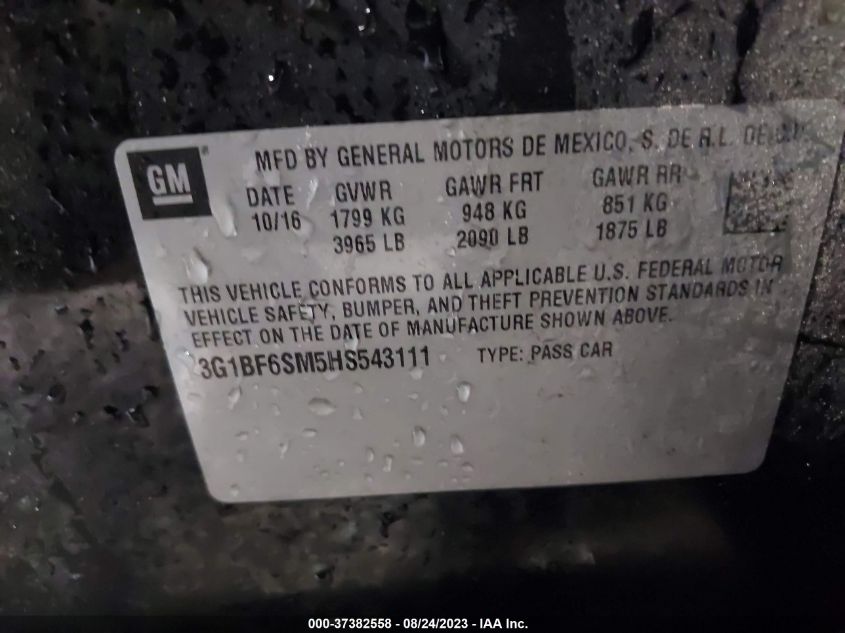 GM ®
MFD BY GENERAL MOTORS DE MEXICO, S. DE R.L. DE C.V.
DATE GVWR GAWR FRT GAWR RR
10/16 1799 KG 948 KG 851 KG
3965 LB 2090 LB 1875 LB
THIS VEHICLE CONFORMS TO ALL APPLICABLE U.S. FEDERAL MOTOR
VEHICLE SAFETY, BUMPER, AND THEFT PREVENTION STANDARDS IN
EFFECT ON THE DATE OF MANUFACTURE SHOWN ABOVE.
3G1BF6SM5HS543111 TYPE: PASS CAR
000-37382558 - 08/24/2023 - IAA Inc.